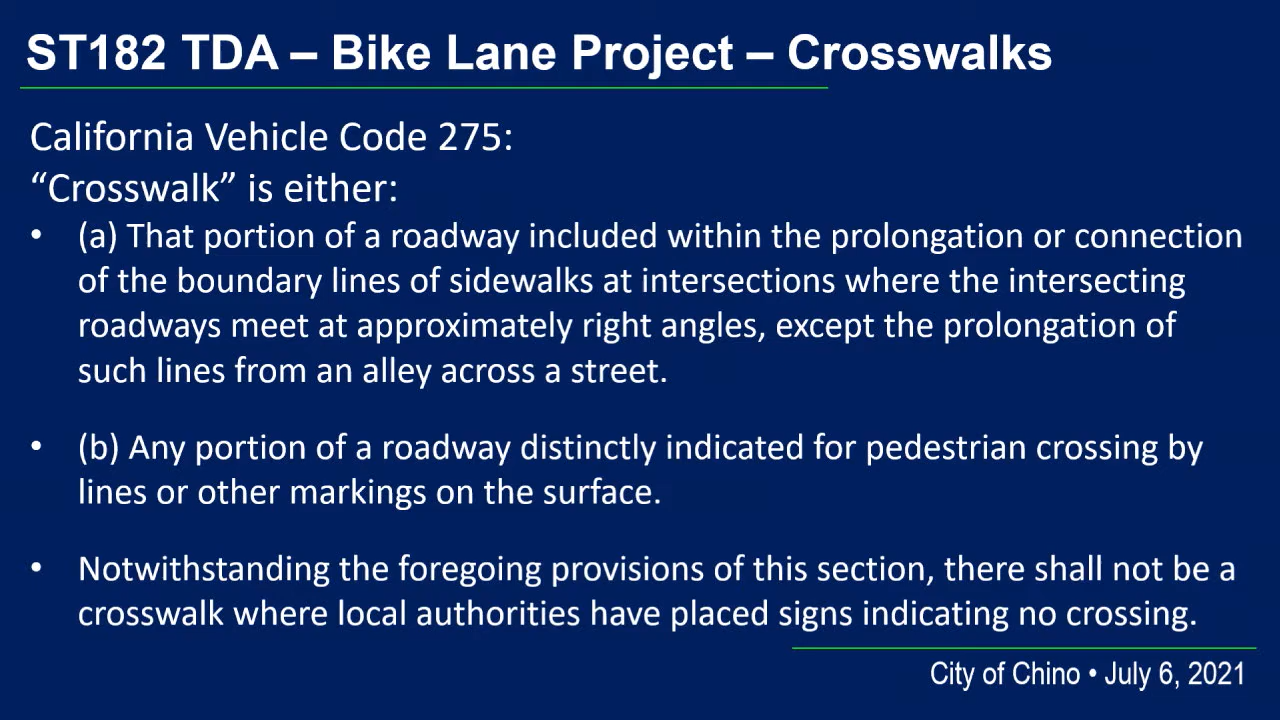 ST182 TDA – Bike Lane Project – Crosswalks
California Vehicle Code 275:
“Crosswalk” is either:
• (a) That portion of a roadway included within the prolongation or connection
of the boundary lines of sidewalks at intersections where the intersecting
roadways meet at approximately right angles, except the prolongation of
such lines from an alley across a street.
• (b) Any portion of a roadway distinctly indicated for pedestrian crossing by
lines or other markings on the surface.
• Notwithstanding the foregoing provisions of this section, there shall not be a
crosswalk where local authorities have placed signs indicating no crossing.
City of Chino • July 6, 2021